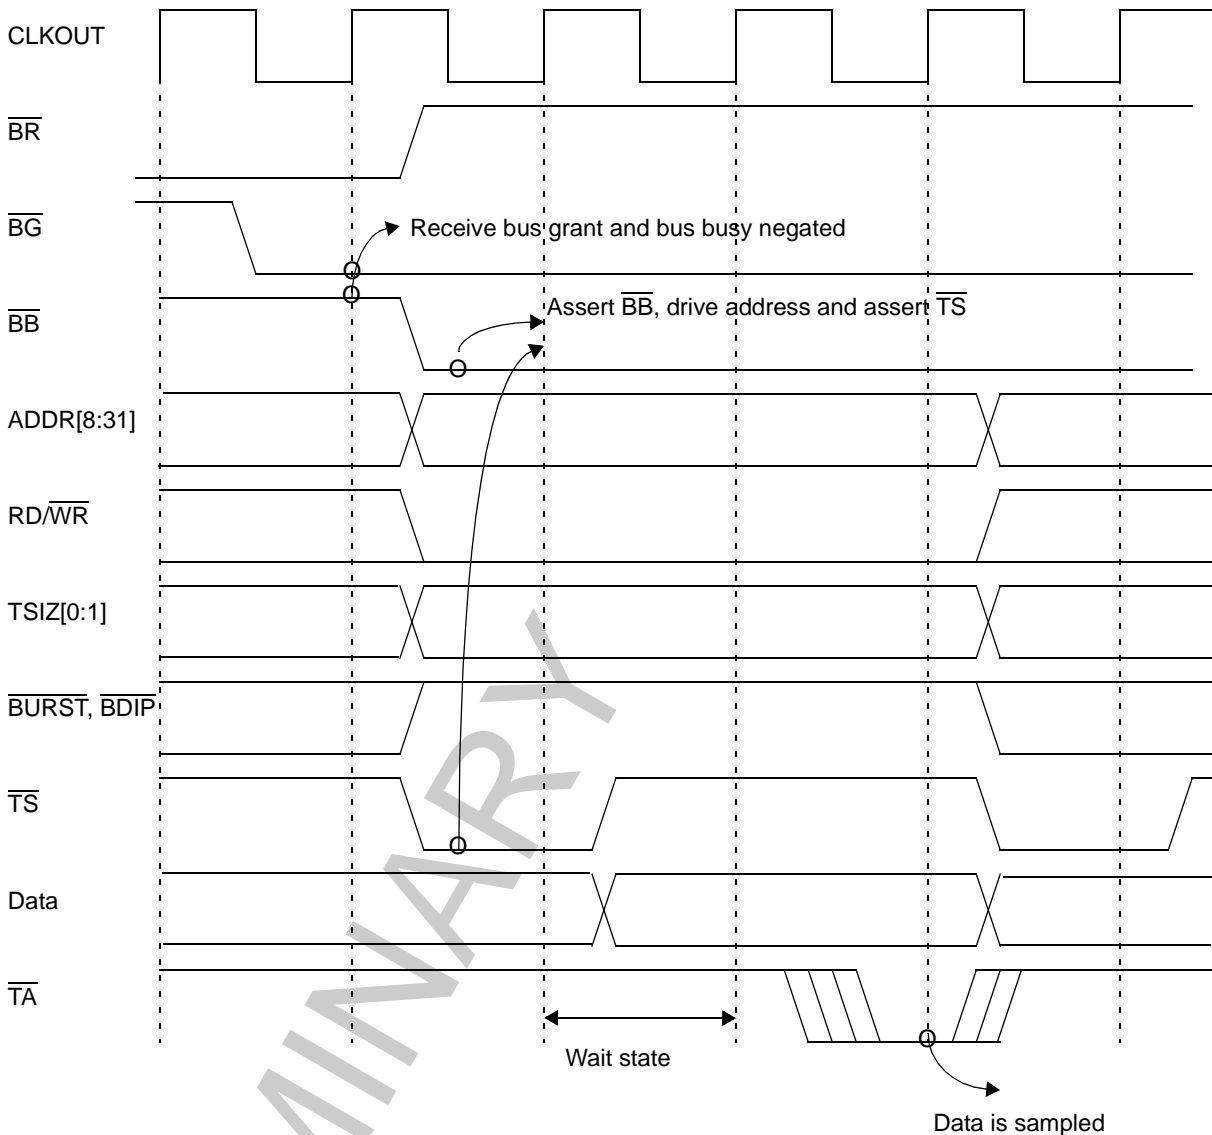 CLKOUT
BR
BG
Receive bus grant and bus busy negated
Assert BB, drive address and assert TS
BB
ADDR[8:31]
RD/WR
TSIZ[0:1]
BURST, BDIP
TS
Data
TA
Wait state
Data is sampled
MINARY